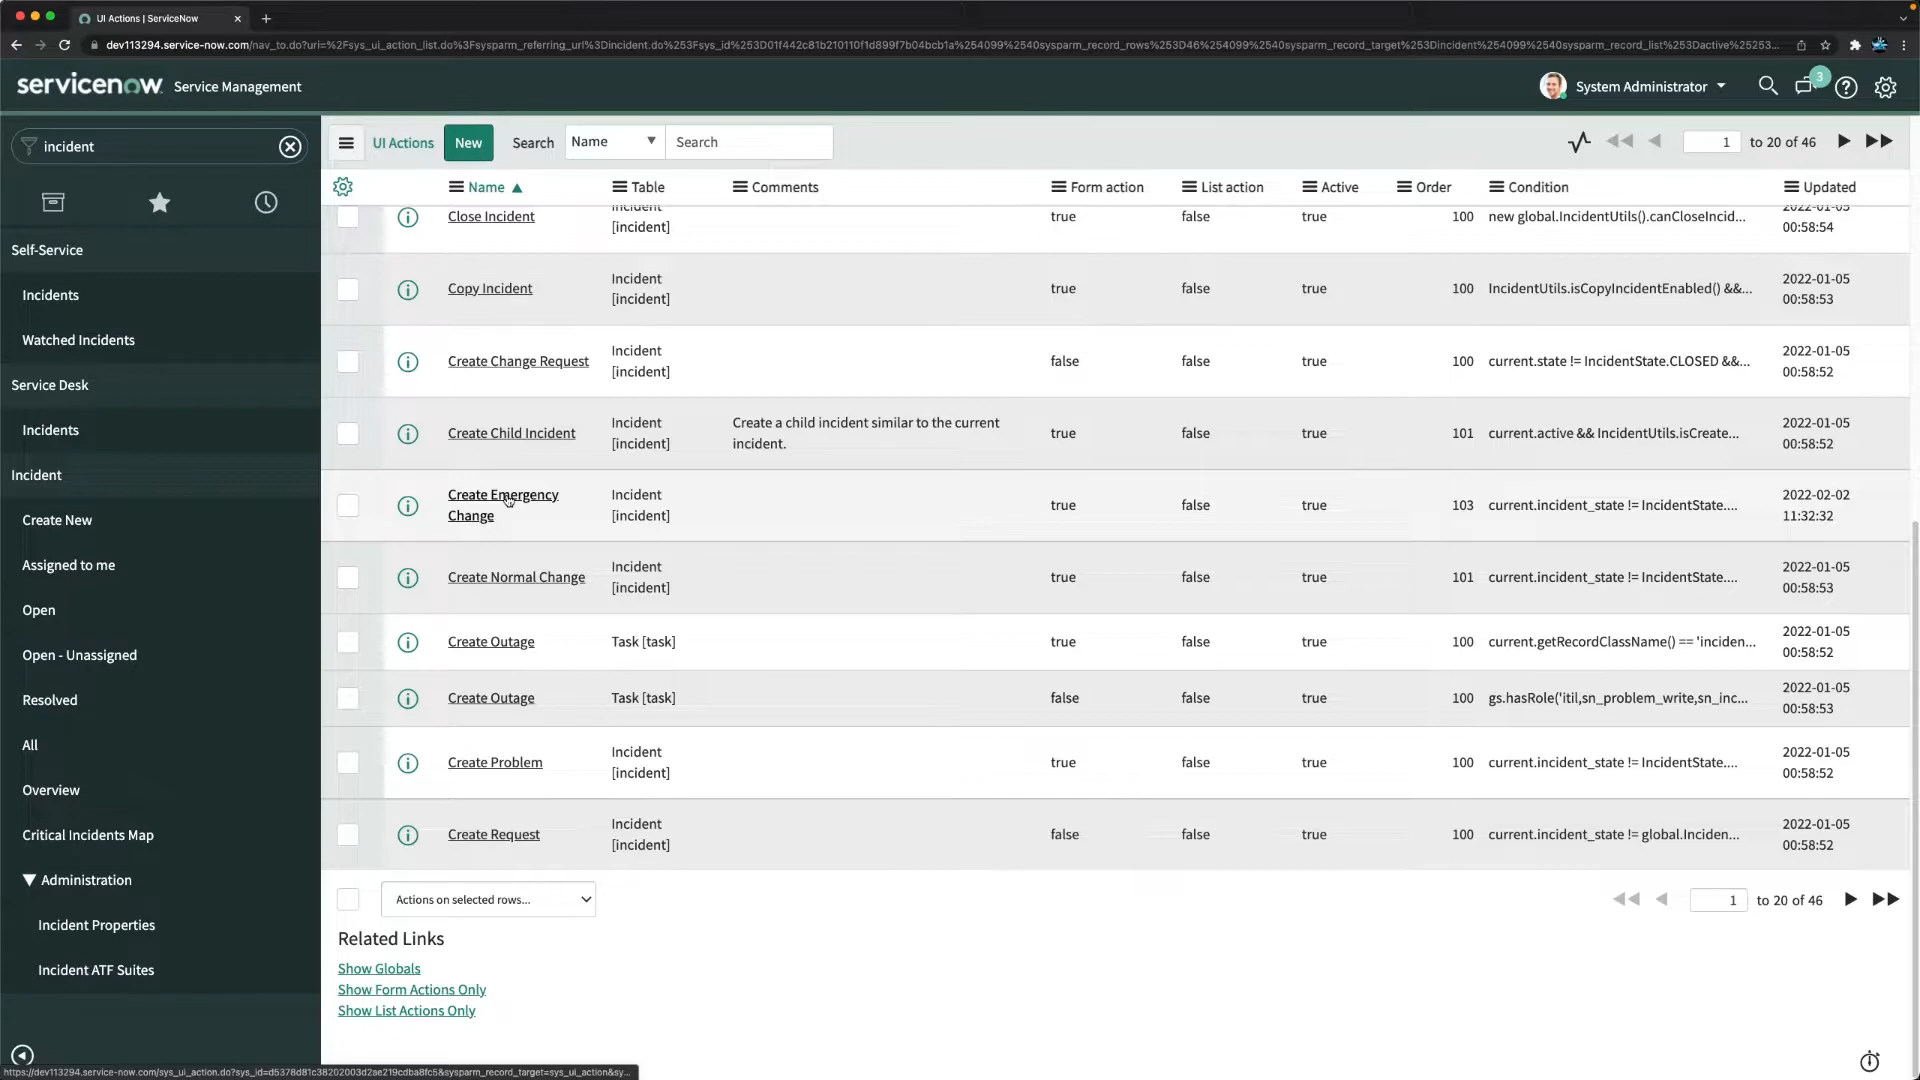 UI Actions | ServiceNow
dev113294.service-now.com/nav_to.do?uri=%2Fsys_ui_action_list.do%3Fsysparm_referring_url%3Dincident.do%253Fsys_id%253D01f442c81b210110f1d899f7b04bcb1a%254099%2540sysparm_record_rows%253D46%254099%2540sysparm_record_target%253Dincident%254099%2540sysparm_record_list%253Dactive%25253...
servicenow Service Management
System Administrator
3
incident
Self-Service
Incidents
Watched Incidents
Service Desk
Incidents
Incident
Create New
Assigned to me
Open
Open - Unassigned
Resolved
All
Overview
Critical Incidents Map
Administration
Incident Properties
Incident ATF Suites
UI Actions New Search Name Search 1 to 20 of 46
Name Table Comments Form action List action Active Order Condition Updated
Close Incident Incident [incident] true false true 100 new global.IncidentUtils().canCloseIncid... 2022-01-05
00:58:54
Copy Incident Incident [incident] true false true 100 IncidentUtils.isCopyIncidentEnabled() &&... 2022-01-05
00:58:53
Create Change Request Incident [incident] false false true 100 current.state != IncidentState.CLOSED &&... 2022-01-05
00:58:52
Create Child Incident Incident [incident] Create a child incident similar to the current
incident. true false true 101 current.active && IncidentUtils.isCreate... 2022-01-05
00:58:52
Create Emergency
Change Incident [incident] true false true 103 current.incident_state != IncidentState.... 2022-02-02
11:32:32
Create Normal Change Incident [incident] true false true 101 current.incident_state != IncidentState.... 2022-01-05
00:58:53
Create Outage Task [task] true false true 100 current.getRecordClassName() == 'inciden... 2022-01-05
00:58:52
Create Outage Task [task] false false true 100 gs.hasRole('itil,sn_problem_write,sn_inc... 2022-01-05
00:58:53
Create Problem Incident [incident] true false true 100 current.incident_state != IncidentState.... 2022-01-05
00:58:52
Create Request Incident [incident] false false true 100 current.incident_state != global.Inciden... 2022-01-05
00:58:52
Actions on selected rows... 1 to 20 of 46
Related Links
Show Globals
Show Form Actions Only
Show List Actions Only
https://dev113294.service-now.com/sys_ui_action.do?sys_id=d5378d81c38202003d2ae219cdba8fc5&sysparm_record_target=sys_ui_action&sy...